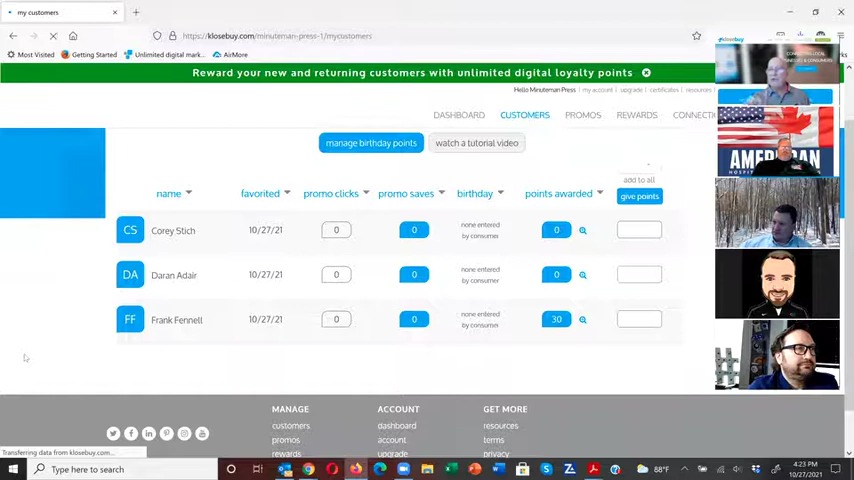 my customers
https://klosebuy.com/minuteman-press-1/mycustomers
Most Visited Getting Started Unlimited digital mark... AirMore
Reward your new and returning customers with unlimited digital loyalty points
Hello Minuteman Press | my account | upgrade | certificates | resources
DASHBOARD CUSTOMERS PROMOS REWARDS CONNECTI
manage birthday points watch a tutorial video
add to all
name favorited promo clicks promo saves birthday points awarded give points
CS Corey Stich 10/27/21 0 0 none entered by consumer 0
DA Daran Adair 10/27/21 0 0 none entered by consumer 0
FF Frank Fennell 10/27/21 0 0 none entered by consumer 30
MANAGE ACCOUNT GET MORE
customers dashboard resources
promos account terms
rewards upgrade privacy
Transferring data from klosebuy.com...
klosebuy
AMERICAN
Type here to search
88°F
4:23 PM
10/27/2021